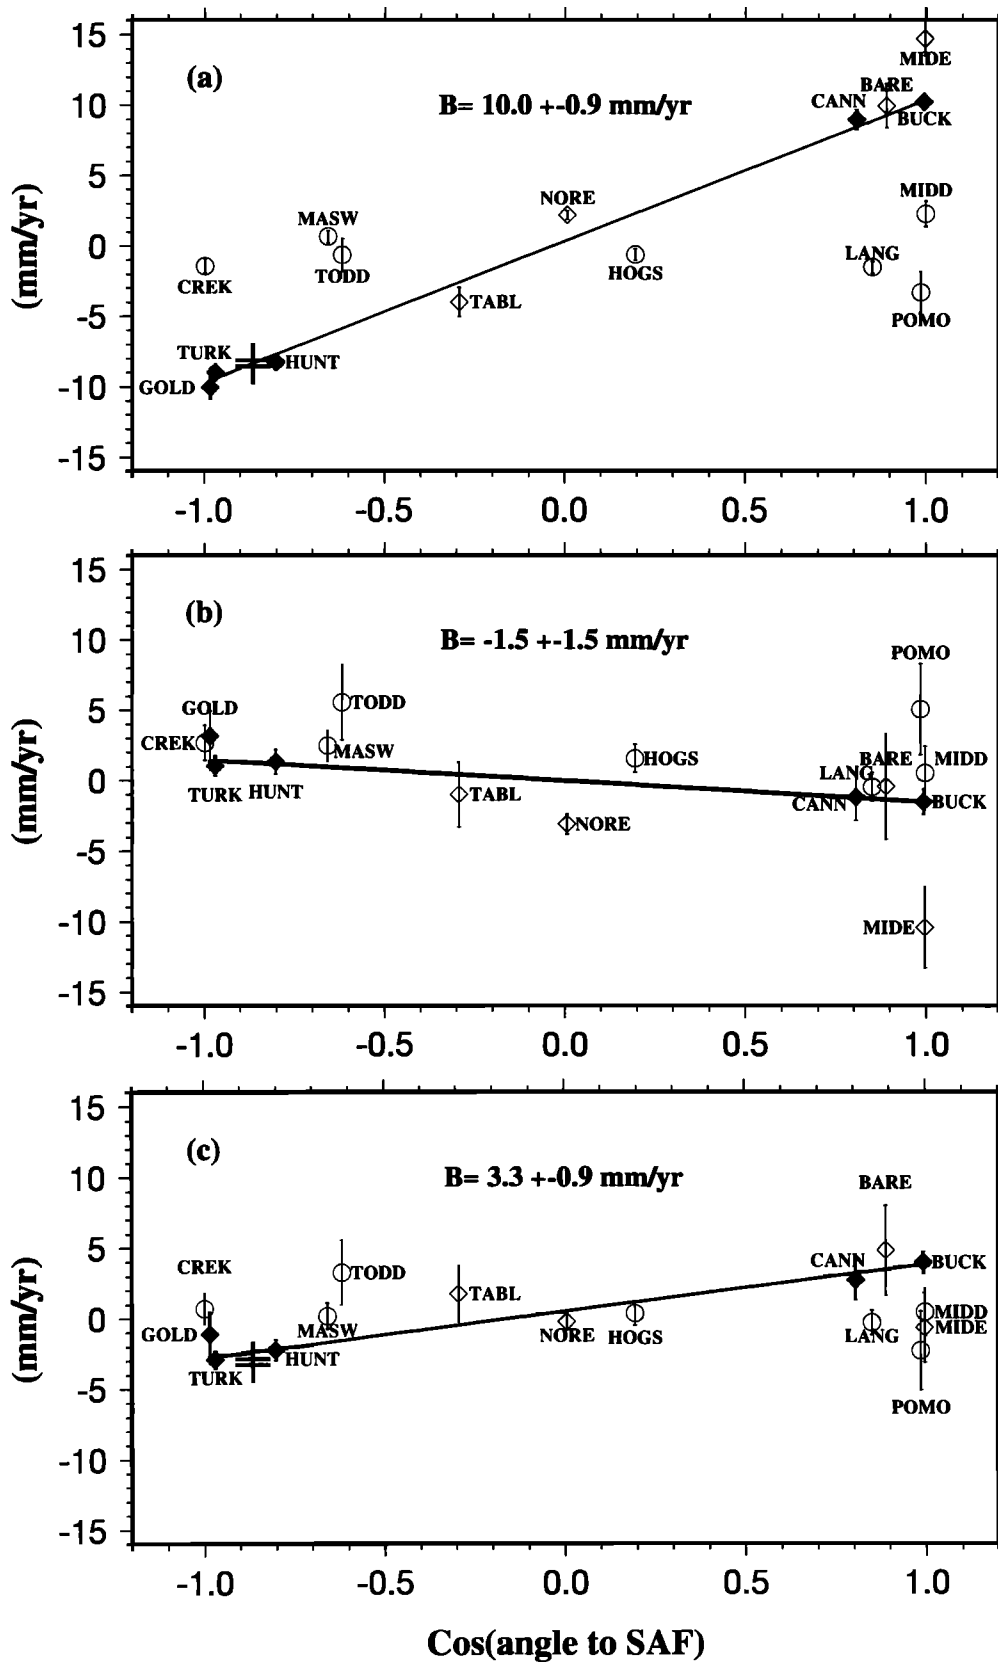 15
(a)
MIDE
B= 10.0 +-0.9 mm/yr
BARE
CANN
10
BUCK
5
MIDD
NORE
MASW
0
LANG
TODD
HOGS
CREK
TABL
-5
POMO
TURK
HUNT
GOLD
-10
-15
(mm/yr)
-1.0 -0.5 0.0 0.5 1.0
15
(b)
B= -1.5 +-1.5 mm/yr
10
POMO
5
GOLD
TODD
CREK
MASW
HOGS
BARE
MIDD
LANG
0
TURK
HUNT
TABL
CANN
BUCK
NORE
-5
MIDE
-10
-15
(mm/yr)
-1.0 -0.5 0.0 0.5 1.0
15
(c)
B= 3.3 +-0.9 mm/yr
10
BARE
5
CREK
TODD
CANN
BUCK
TABL
0
GOLD
MASW
NORE
HOGS
LANG
MIDD
MIDE
HUNT
TURK
-5
POMO
-10
-15
(mm/yr)
-1.0 -0.5 0.0 0.5 1.0
Cos(angle to SAF)